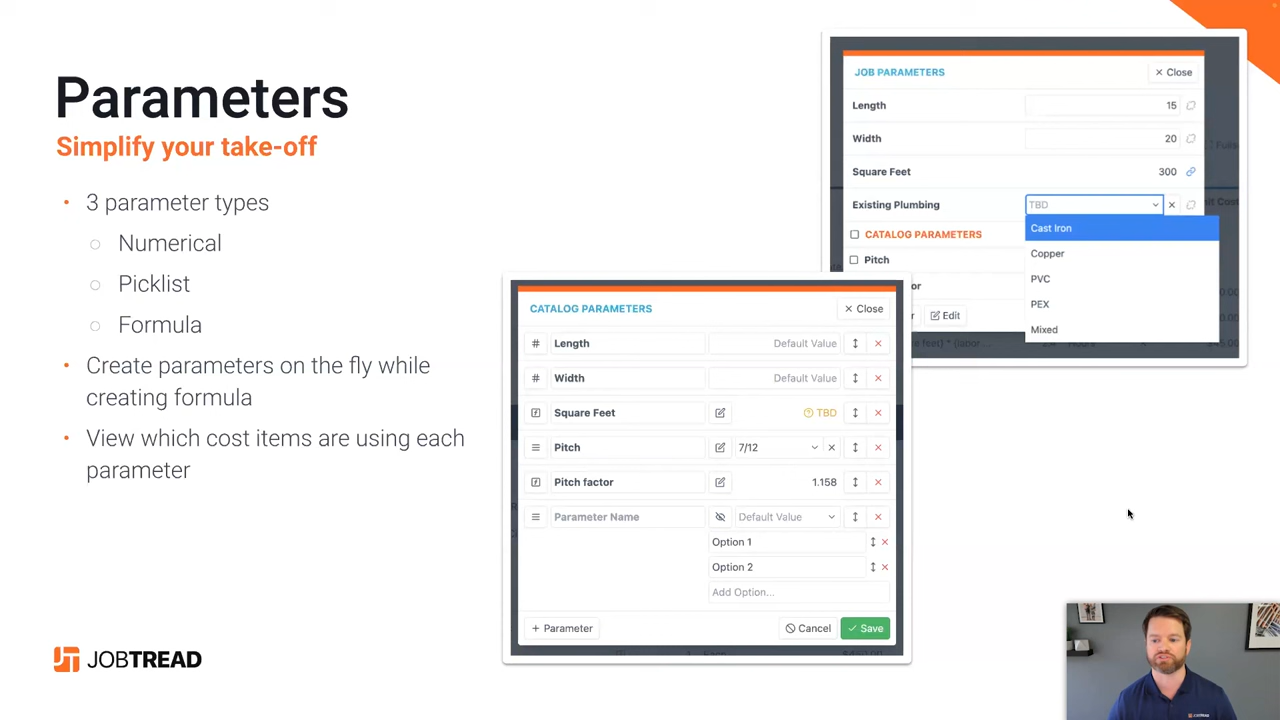 Parameters
Simplify your take-off
• 3 parameter types
○ Numerical
○ Picklist
○ Formula
• Create parameters on the fly while
creating formula
• View which cost items are using each
parameter
JOBTREAD
JOB PARAMETERS
× Close
Length 15
Width 20
Square Feet 300
Existing Plumbing TBD
Cast Iron
CATALOG PARAMETERS
Copper
Pitch
PVC
PEX
Edit
Mixed
CATALOG PARAMETERS
× Close
# Length Default Value
# Width Default Value
Square Feet TBD
Pitch 7/12
Pitch factor 1.158
Parameter Name Default Value
Option 1
Option 2
Add Option...
+ Parameter
Cancel
Save